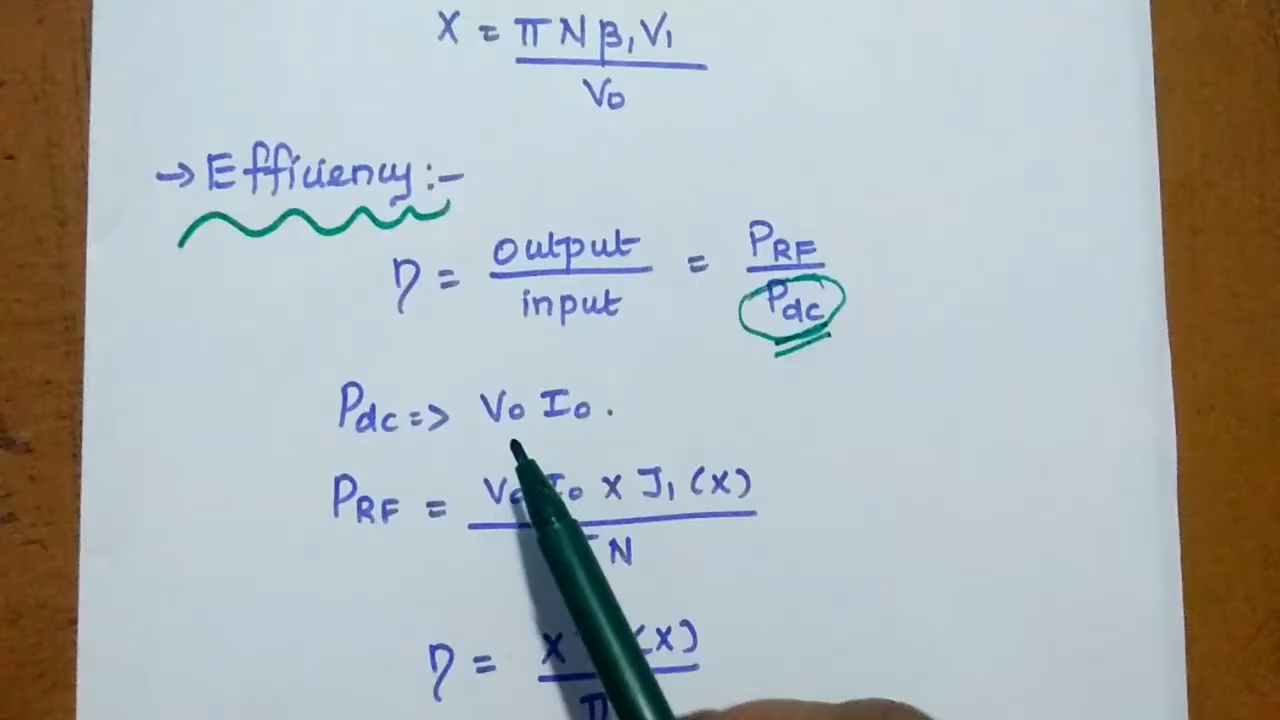 X = π N β₁ V₁
V₀
→ Efficiency :-
η = output / input = P_RF / P_dc
P_dc => V₀ I₀ .
P_RF = V₀ I₀ X J₁ (X)
N
η = X (X)
π